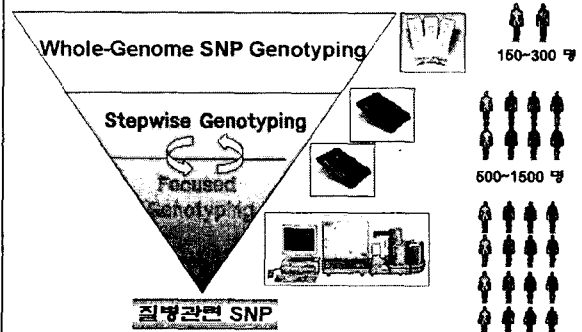 Whole-Genome SNP Genotyping
150~300 명
Stepwise Genotyping
500~1500 명
Focused
Genotyping
질병관련 SNP